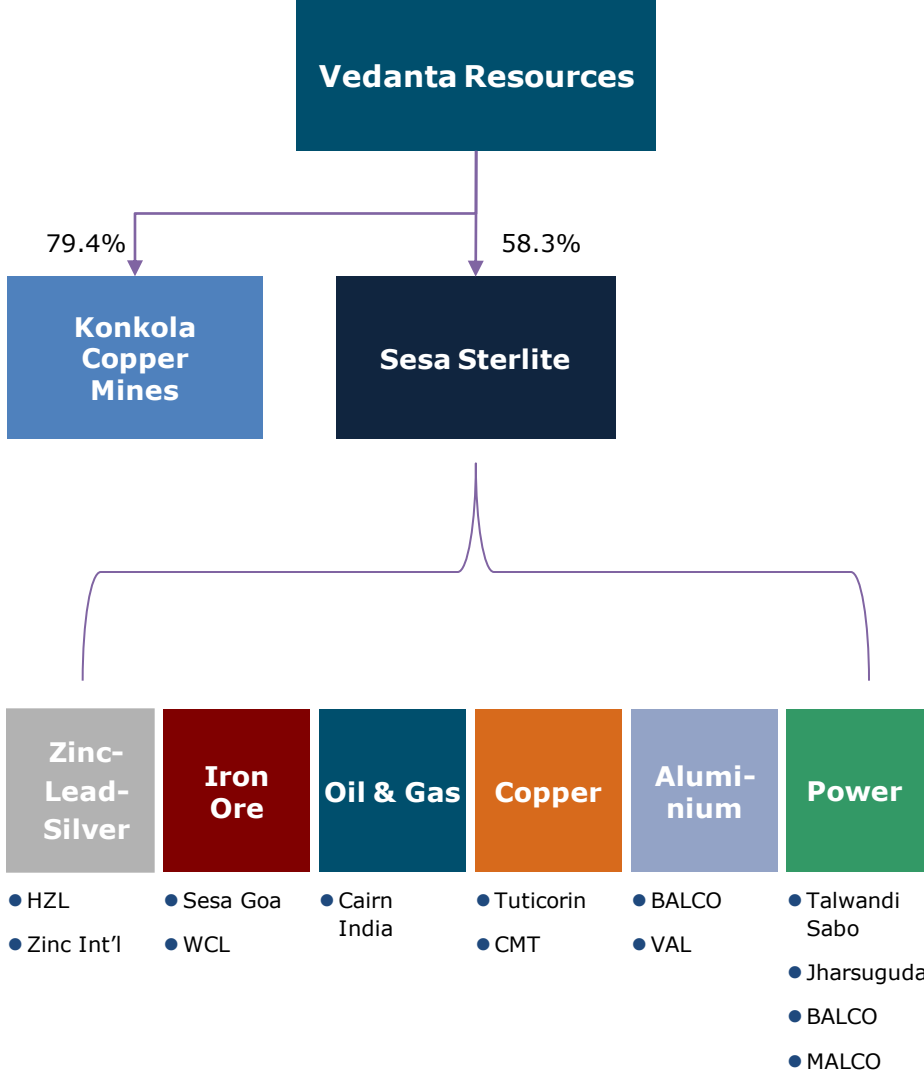 Vedanta Resources
79.4%
58.3%
Konkola
Copper
Mines
Sesa Sterlite
Zinc-
Lead-
Silver
Iron
Ore
Oil & Gas
Copper
Alumi-
nium
Power
HZL
Zinc Int’l
Sesa Goa
WCL
Cairn
India
Tuticorin
CMT
BALCO
VAL
Talwandi
Sabo
Jharsuguda
BALCO
MALCO